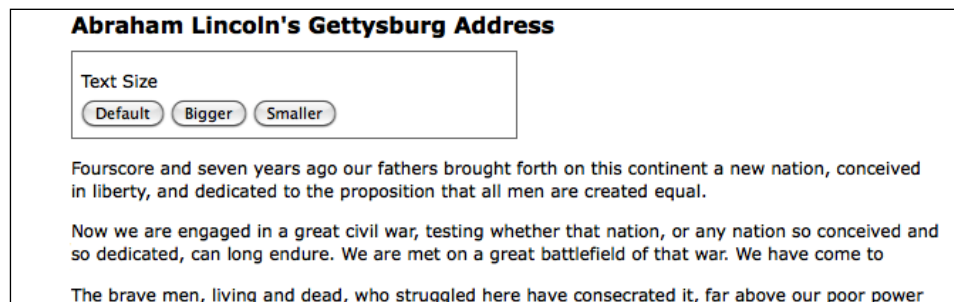 Abraham Lincoln's Gettysburg Address
Text Size
Default Bigger Smaller
Fourscore and seven years ago our fathers brought forth on this continent a new nation, conceived
in liberty, and dedicated to the proposition that all men are created equal.
Now we are engaged in a great civil war, testing whether that nation, or any nation so conceived and
so dedicated, can long endure. We are met on a great battlefield of that war. We have come to
The brave men, living and dead, who struggled here have consecrated it, far above our poor power